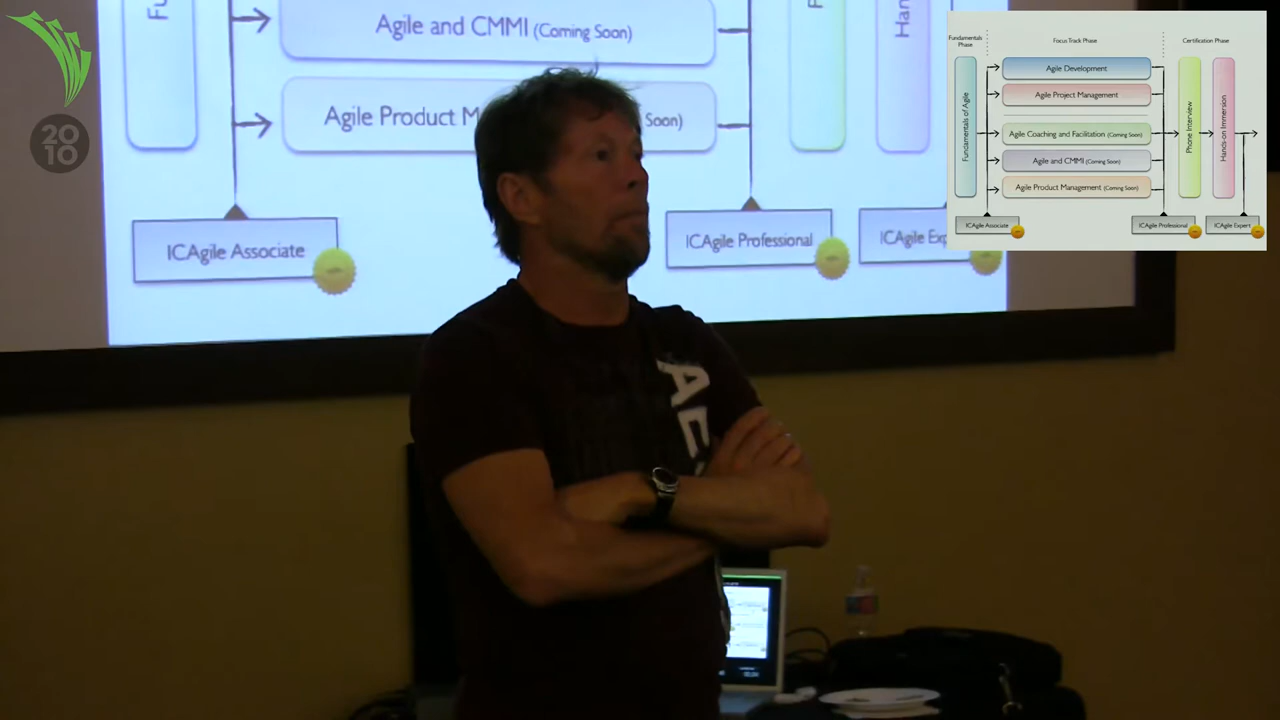 2010
Agile and CMMI (Coming Soon)
Agile Product M
Soon)
ICAgile Associate
ICAgile Professional
ICAgile Exp
Fundamentals Phase
Focus Track Phase
Certification Phase
Fundamentals of Agile
Agile Development
Agile Project Management
Agile Coaching and Facilitation (Coming Soon)
Agile and CMMI (Coming Soon)
Agile Product Management (Coming Soon)
Phone Interview
Hands-on Immersion
ICAgile Associate
ICAgile Professional
ICAgile Expert